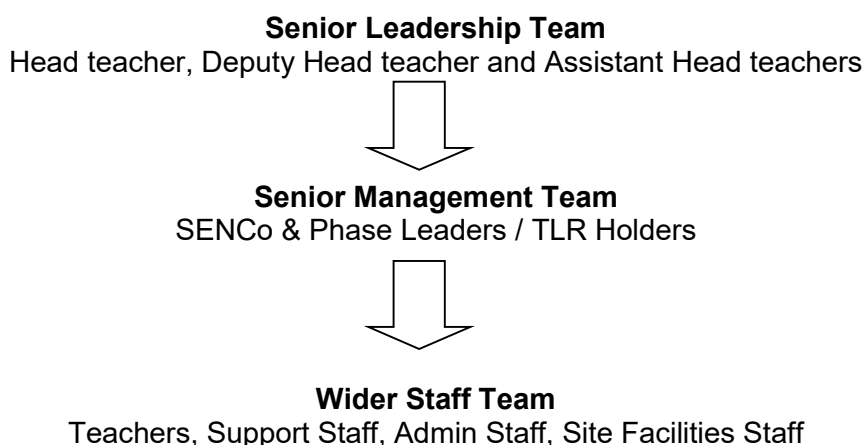 Senior Leadership Team
Head teacher, Deputy Head teacher and Assistant Head teachers
Senior Management Team
SENCo & Phase Leaders / TLR Holders
Wider Staff Team
Teachers, Support Staff, Admin Staff, Site Facilities Staff